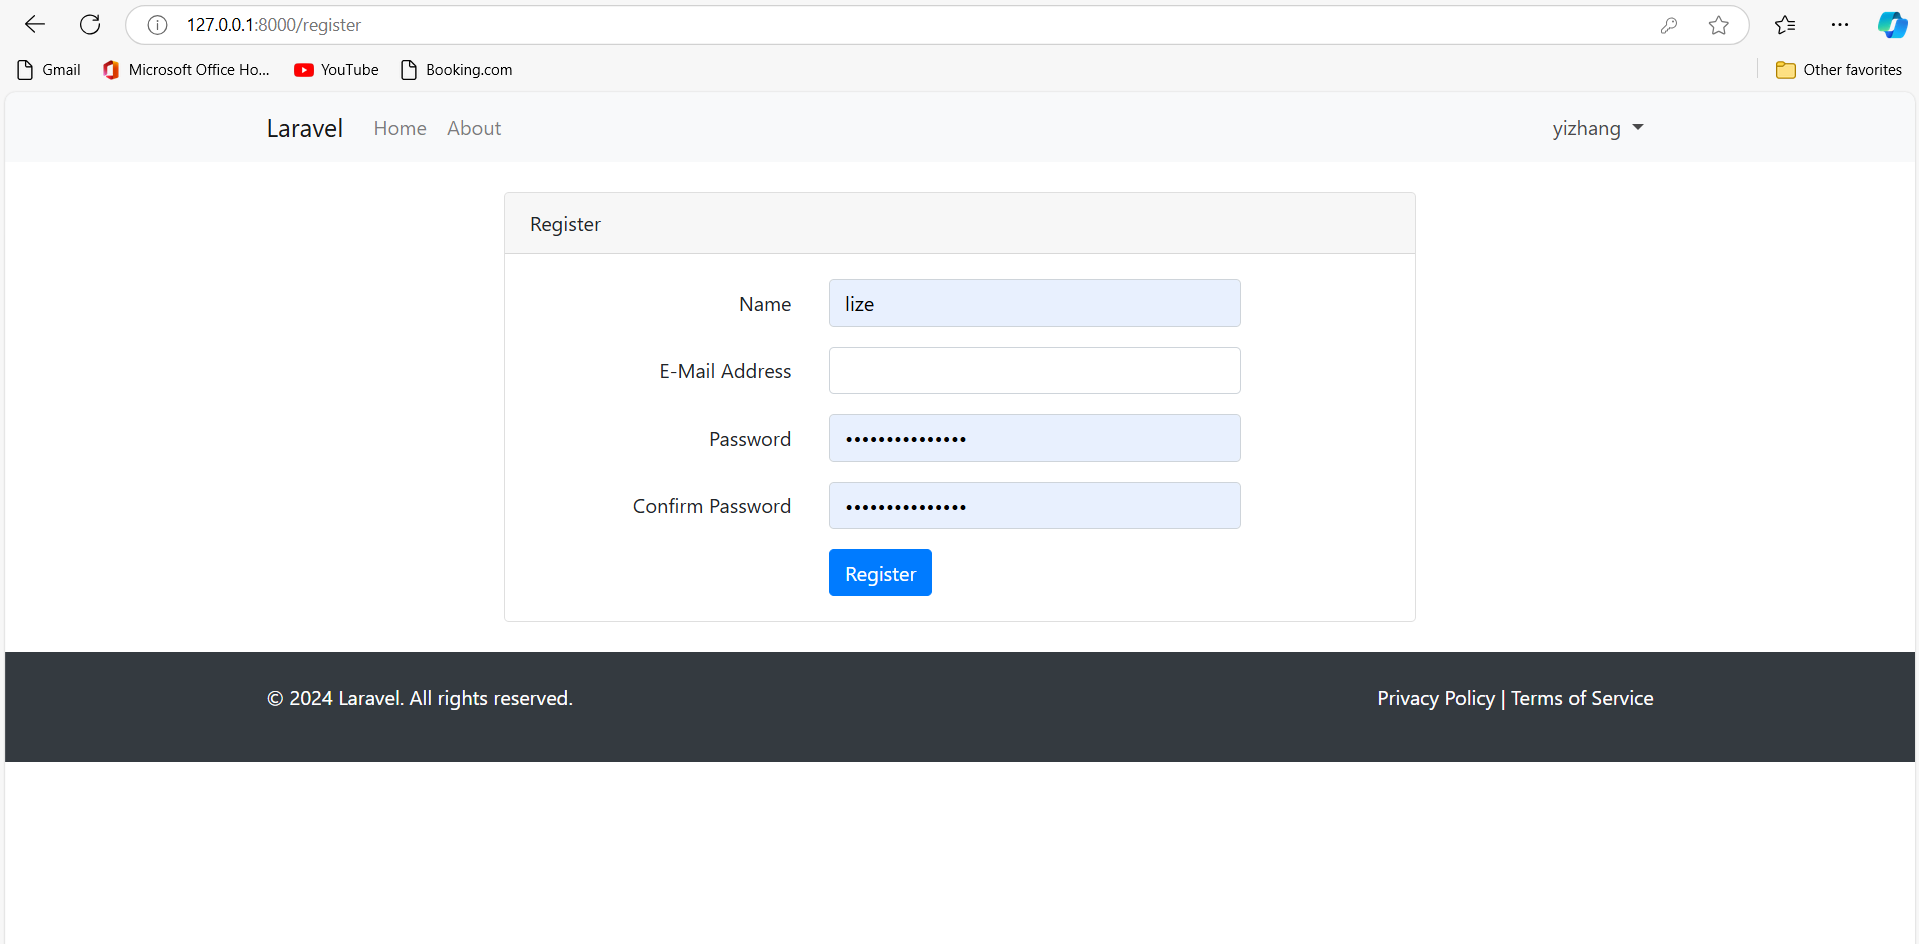 127.0.0.1:8000/register
Gmail Microsoft Office Ho... YouTube Booking.com Other favorites
Laravel Home About yizhang
Register
Name lize
E-Mail Address
Password •••••••••••••••
Confirm Password •••••••••••••••
Register
© 2024 Laravel. All rights reserved. Privacy Policy | Terms of Service